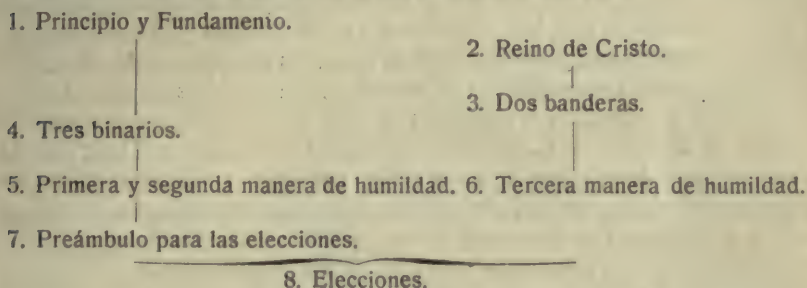 1. Principio y Fundamento.
2. Reino de Cristo.
3. Dos banderas.
4. Tres binarios.
5. Primera y segunda manera de humildad. 6. Tercera manera de humildad.
7. Preámbulo para las elecciones.
8. Elecciones.